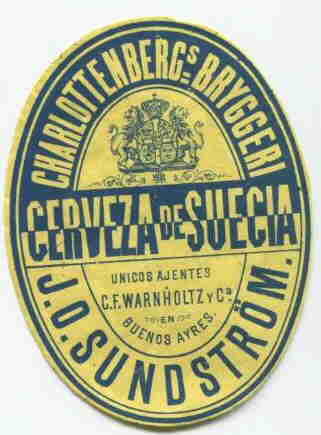 CHARLOTTENBERGS BRYGGERI
CERVEZA DE SUECIA
UNICOS AJENTES
C.F. WARNHOLTZ Y Ca.
EN
BUENOS AYRES.
J.O. SUNDSTRÖM.